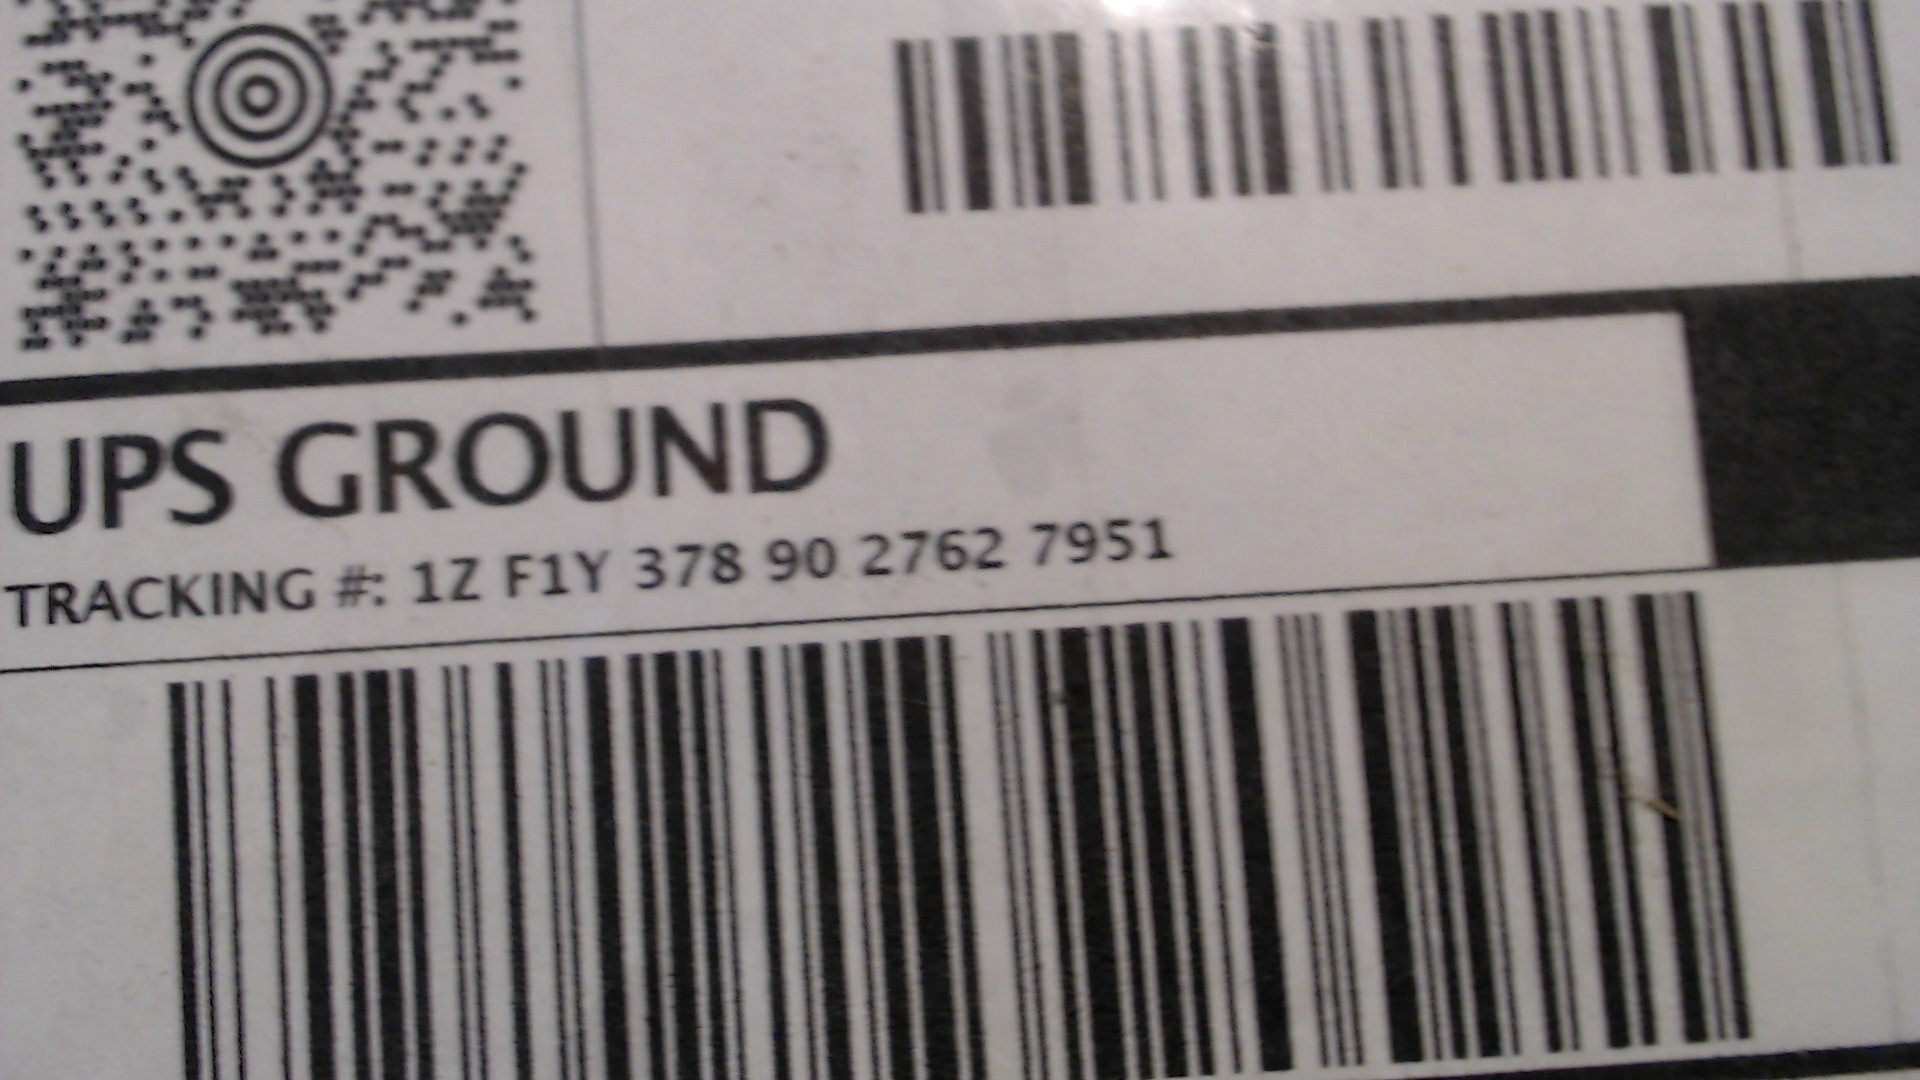 UPS GROUND
TRACKING #: 1Z F1Y 378 90 2762 7951